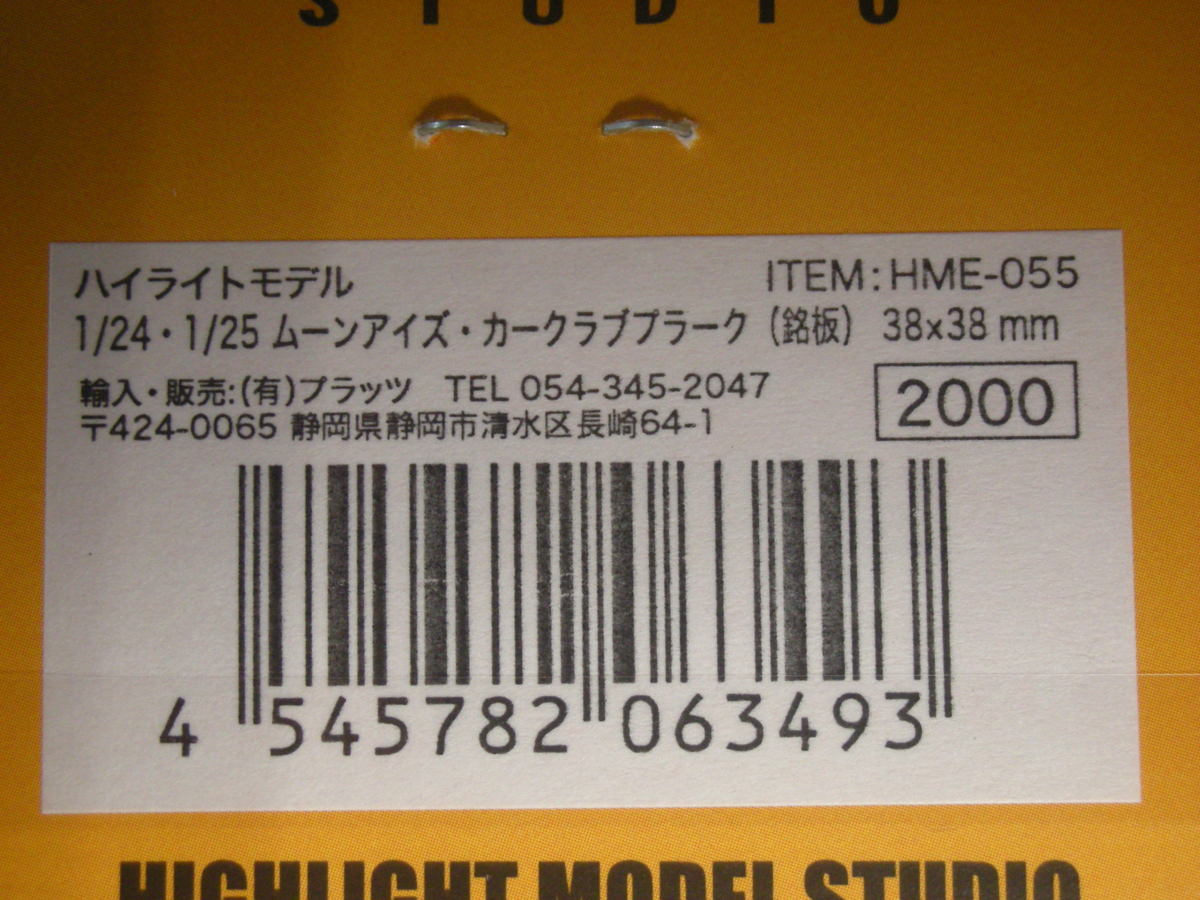 STUDIO
ハイライトモデル ITEM:HME-055
1/24・1/25 ムーンアイズ・カークラブプラーク(銘板) 38x38 mm
輸入・販売:(有)プラッツ TEL 054-345-2047
〒424-0065 静岡県静岡市清水区長崎64-1
2000
4 545782 063493
HIGHLIGHT MODEL STUDIO